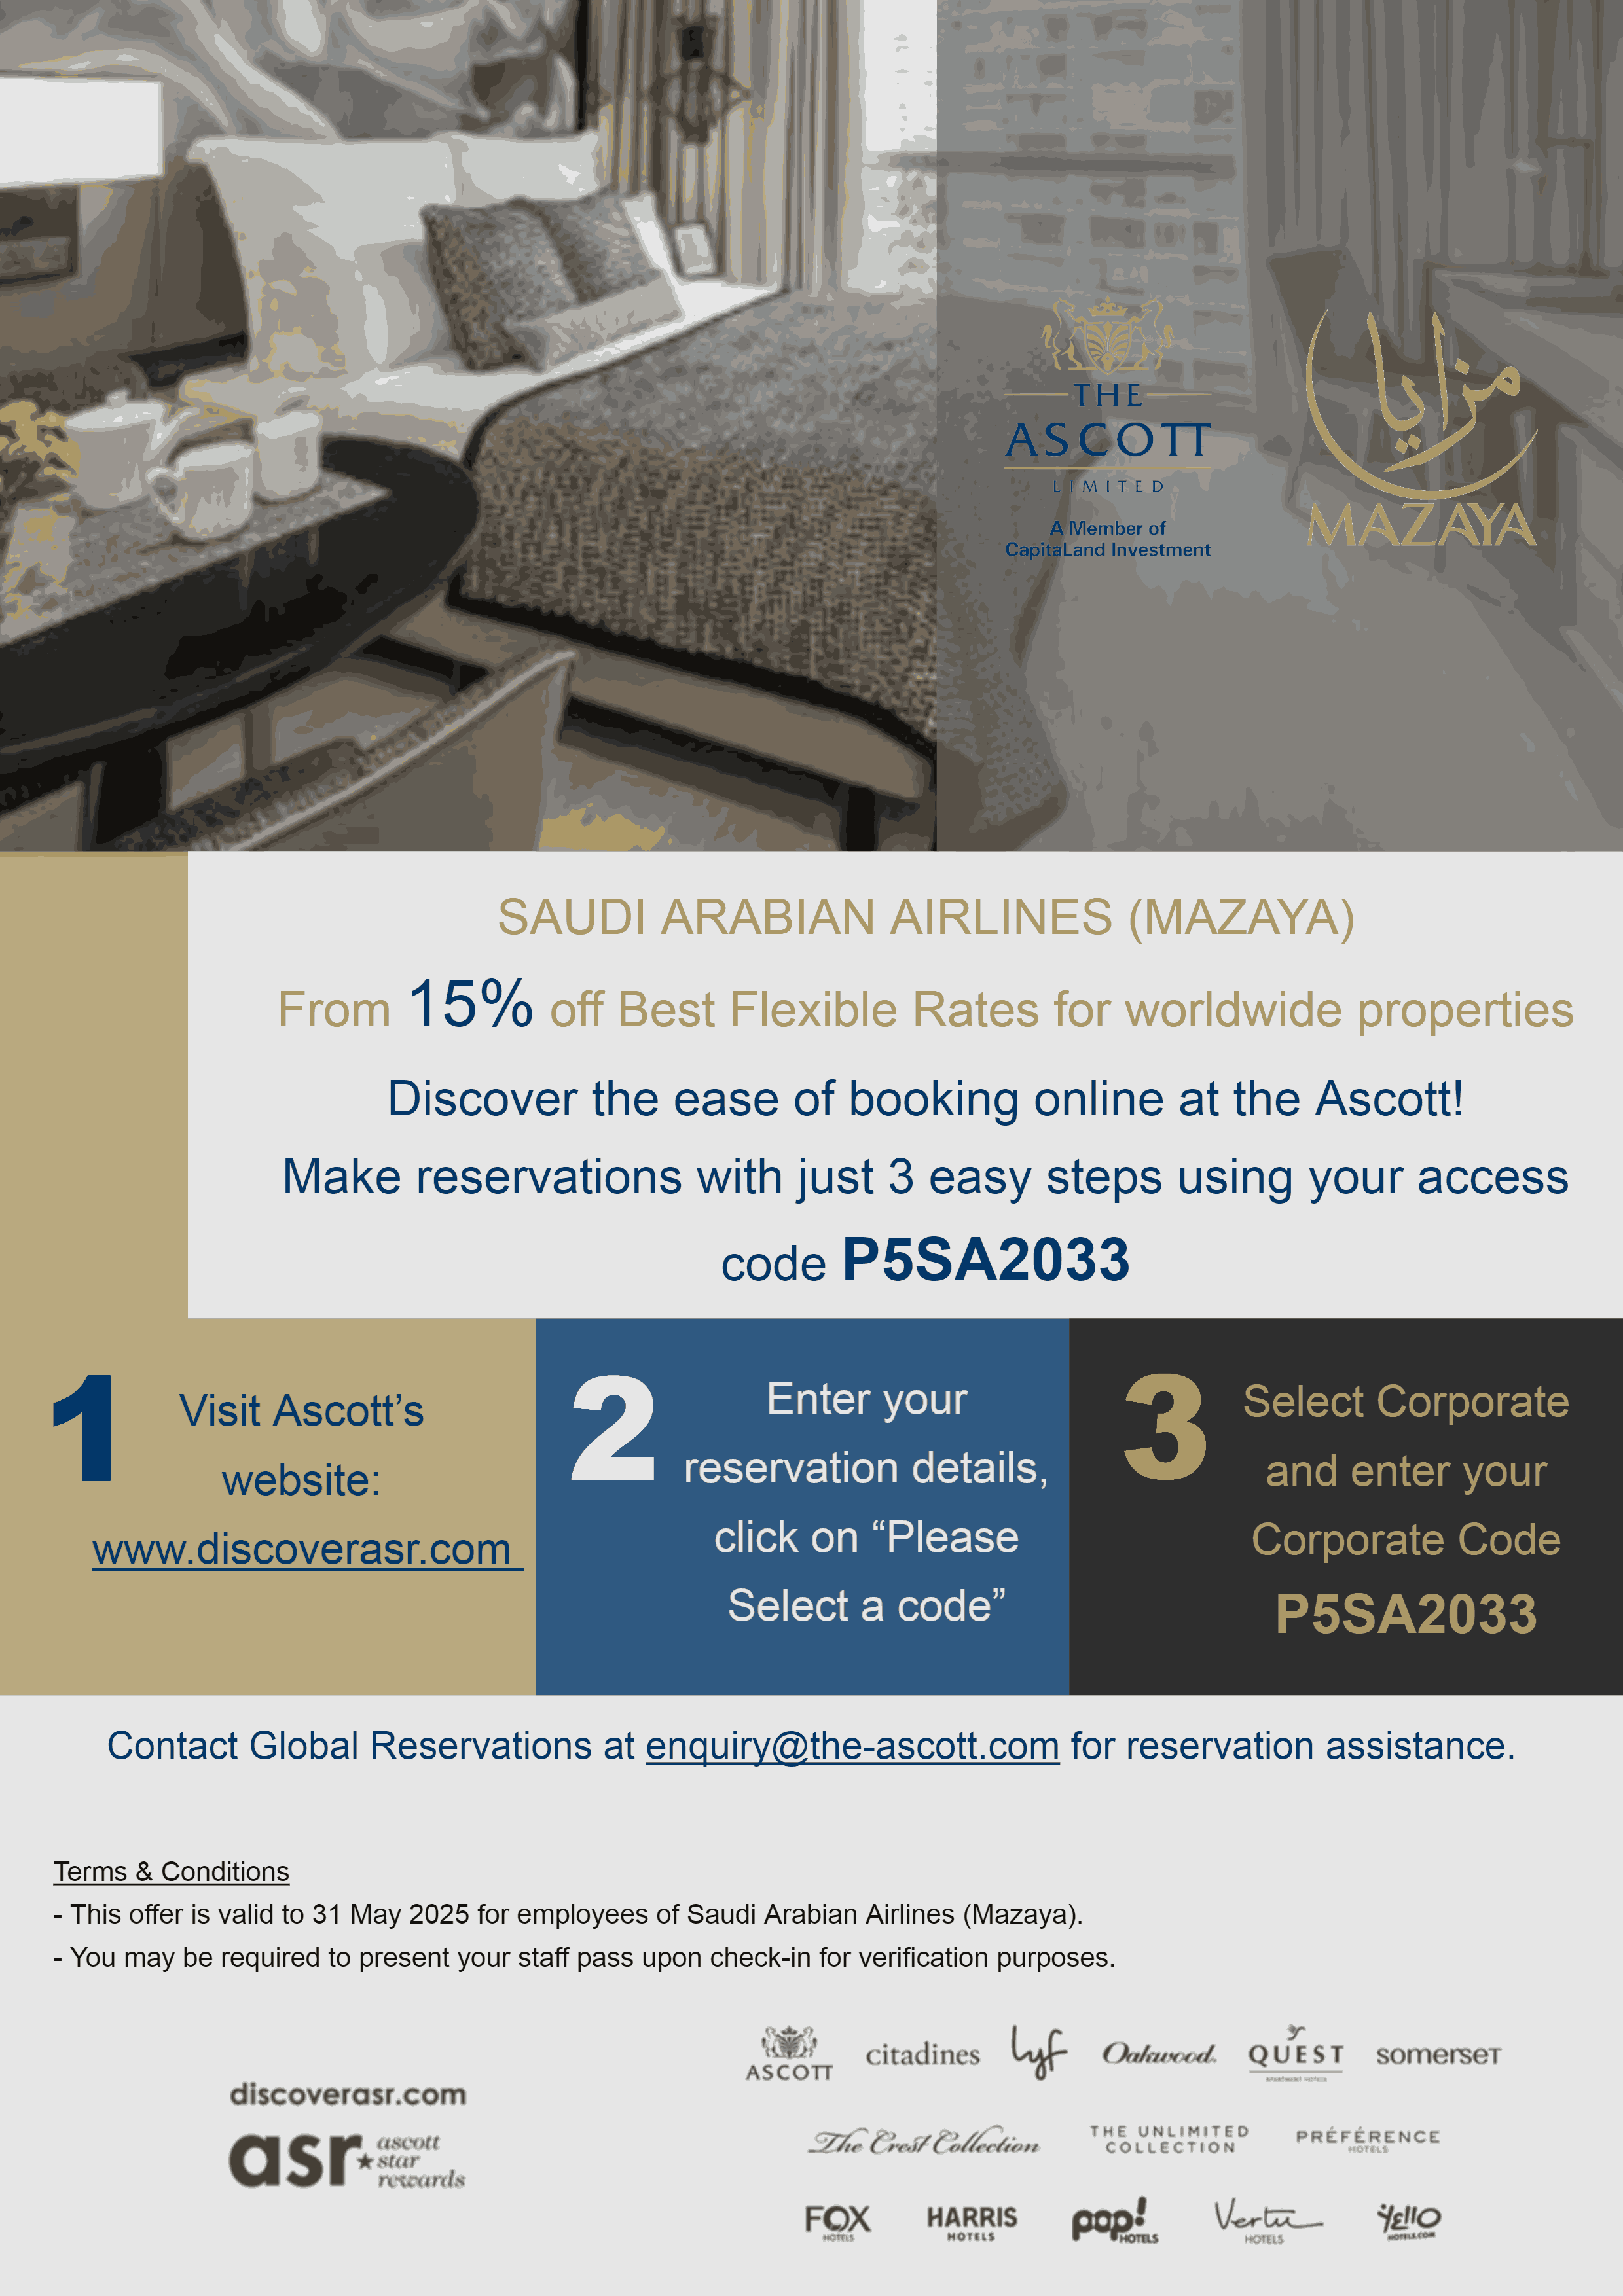 THE
ASCOTT
LIMITED
A Member of
CapitaLand Investment
مزايا
MAZAYA
SAUDI ARABIAN AIRLINES (MAZAYA)
From 15% off Best Flexible Rates for worldwide properties
Discover the ease of booking online at the Ascott!
Make reservations with just 3 easy steps using your access
code P5SA2033
1
Visit Ascott’s
website:
www.discoverasr.com
2
Enter your
reservation details,
click on “Please
Select a code”
3
Select Corporate
and enter your
Corporate Code
P5SA2033
Contact Global Reservations at enquiry@the-ascott.com for reservation assistance.
Terms & Conditions
- This offer is valid to 31 May 2025 for employees of Saudi Arabian Airlines (Mazaya).
- You may be required to present your staff pass upon check-in for verification purposes.
discoverasr.com
asr ascott
star
rewards
ASCOTT citadines lyf Oakwood QUEST somerset
APARTMENT HOTELS
The Crest Collection THE UNLIMITED COLLECTION PRÉFÉRENCE HOTELS
FOX HOTELS HARRIS HOTELS pop! HOTELS Vertu HOTELS YELLO HOTELS.COM